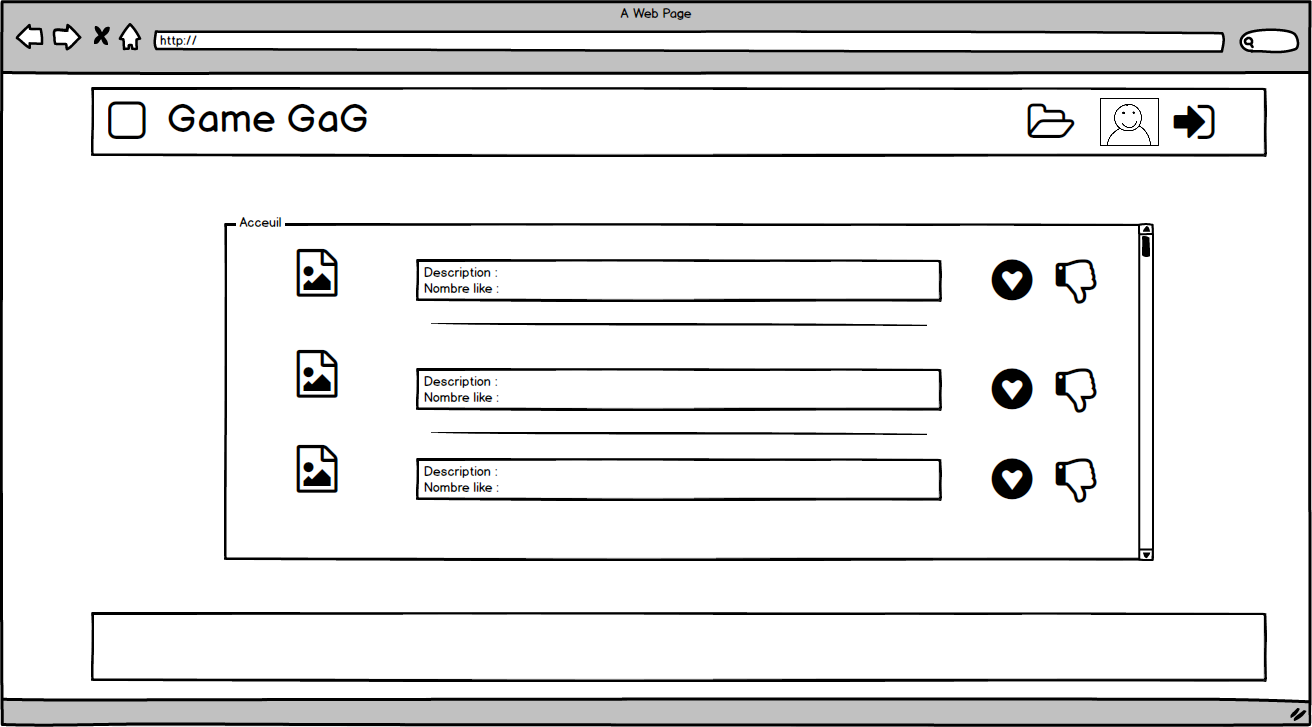 A Web Page
http://
Game GaG
Acceuil
Description :
Nombre like :
Description :
Nombre like :
Description :
Nombre like :